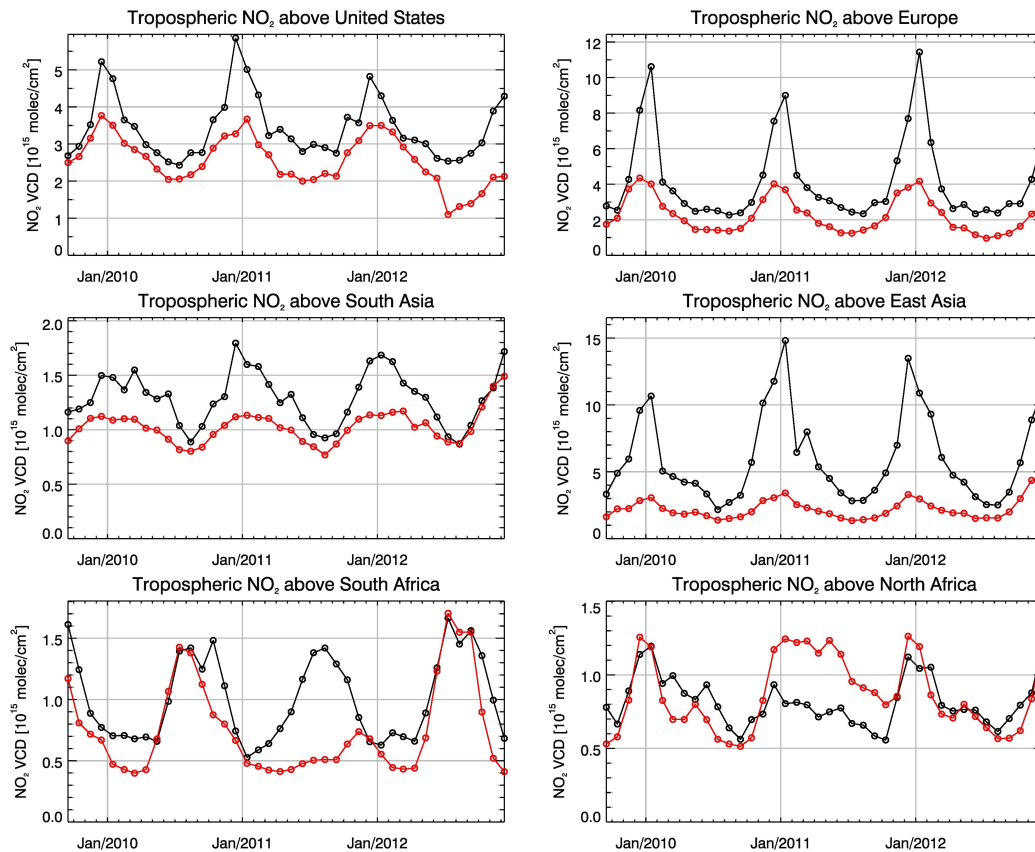 Tropospheric NO₂ above United States
NO₂ VCD [10¹⁵ molec/cm²]
5
4
3
2
1
0
Jan/2010 Jan/2011 Jan/2012
Tropospheric NO₂ above Europe
NO₂ VCD [10¹⁵ molec/cm²]
12
10
8
6
4
2
0
Jan/2010 Jan/2011 Jan/2012
Tropospheric NO₂ above South Asia
NO₂ VCD [10¹⁵ molec/cm²]
2.0
1.5
1.0
0.5
0.0
Jan/2010 Jan/2011 Jan/2012
Tropospheric NO₂ above East Asia
NO₂ VCD [10¹⁵ molec/cm²]
15
10
5
0
Jan/2010 Jan/2011 Jan/2012
Tropospheric NO₂ above South Africa
NO₂ VCD [10¹⁵ molec/cm²]
1.5
1.0
0.5
0.0
Jan/2010 Jan/2011 Jan/2012
Tropospheric NO₂ above North Africa
NO₂ VCD [10¹⁵ molec/cm²]
1.5
1.0
0.5
0.0
Jan/2010 Jan/2011 Jan/2012